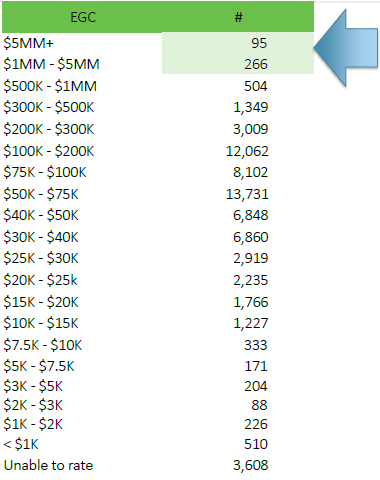 EGC #
$5MM+ 95
$1MM - $5MM 266
$500K - $1MM 504
$300K - $500K 1,349
$200K - $300K 3,009
$100K - $200K 12,062
$75K - $100K 8,102
$50K - $75K 13,731
$40K - $50K 6,848
$30K - $40K 6,860
$25K - $30K 2,919
$20K - $25k 2,235
$15K - $20K 1,766
$10K - $15K 1,227
$7.5K - $10K 333
$5K - $7.5K 171
$3K - $5K 204
$2K - $3K 88
$1K - $2K 226
< $1K 510
Unable to rate 3,608